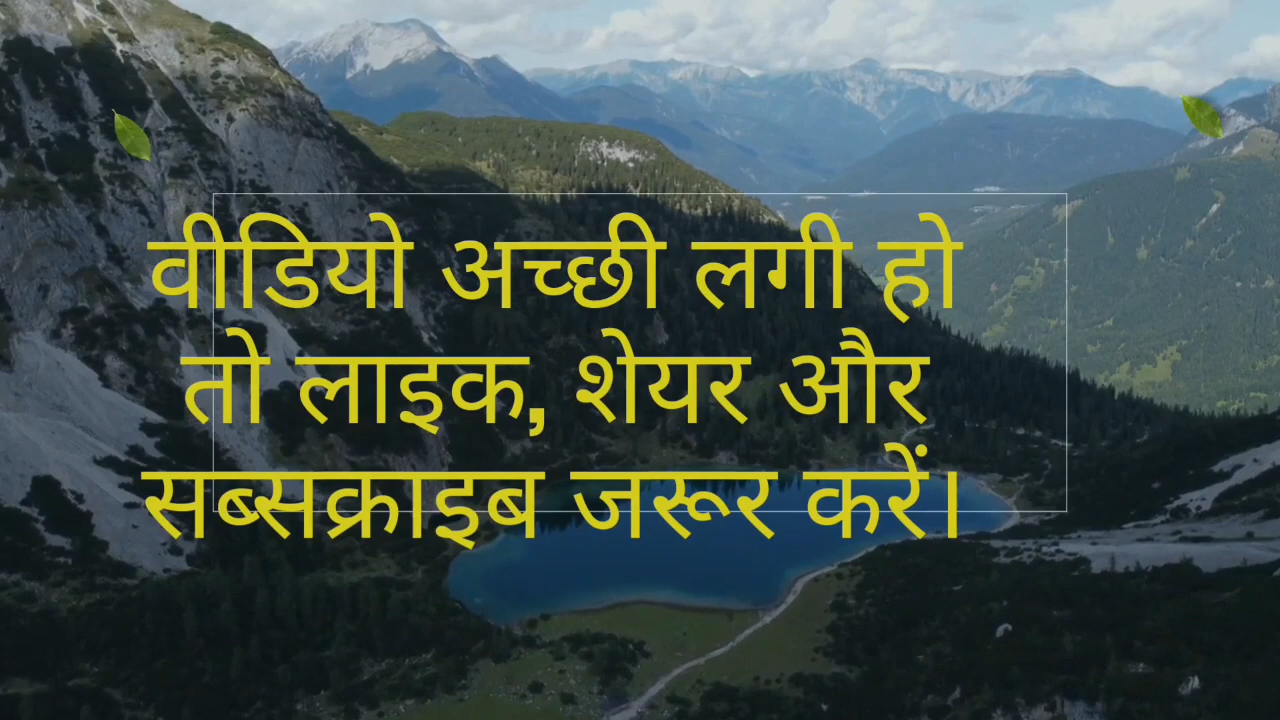 वीडियो अच्छी लगी हो
तो लाइक, शेयर और
सब्सक्राइब जरूर करें।